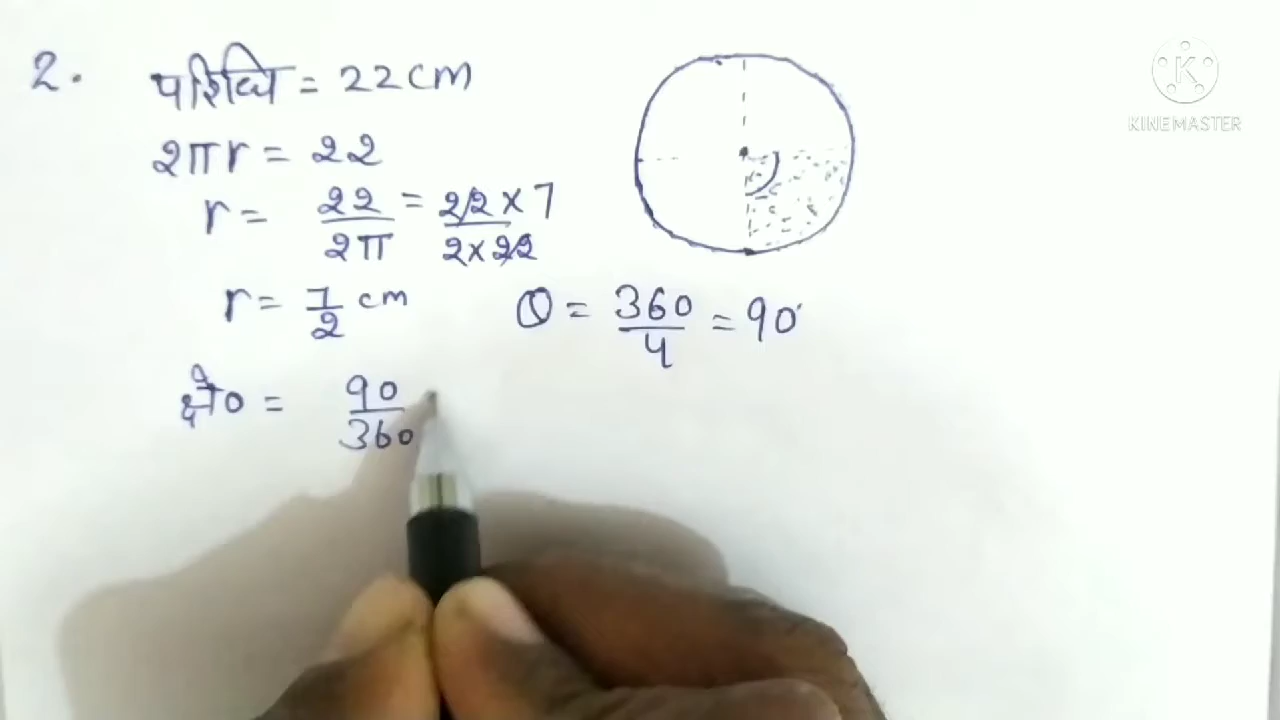 2. परिधि = 22 cm
2πr = 22
r = 22/2π = 22 × 7/2 × 22
r = 7/2 cm
θ = 360/4 = 90°
क्षे० = 90/360
K
KINEMASTER